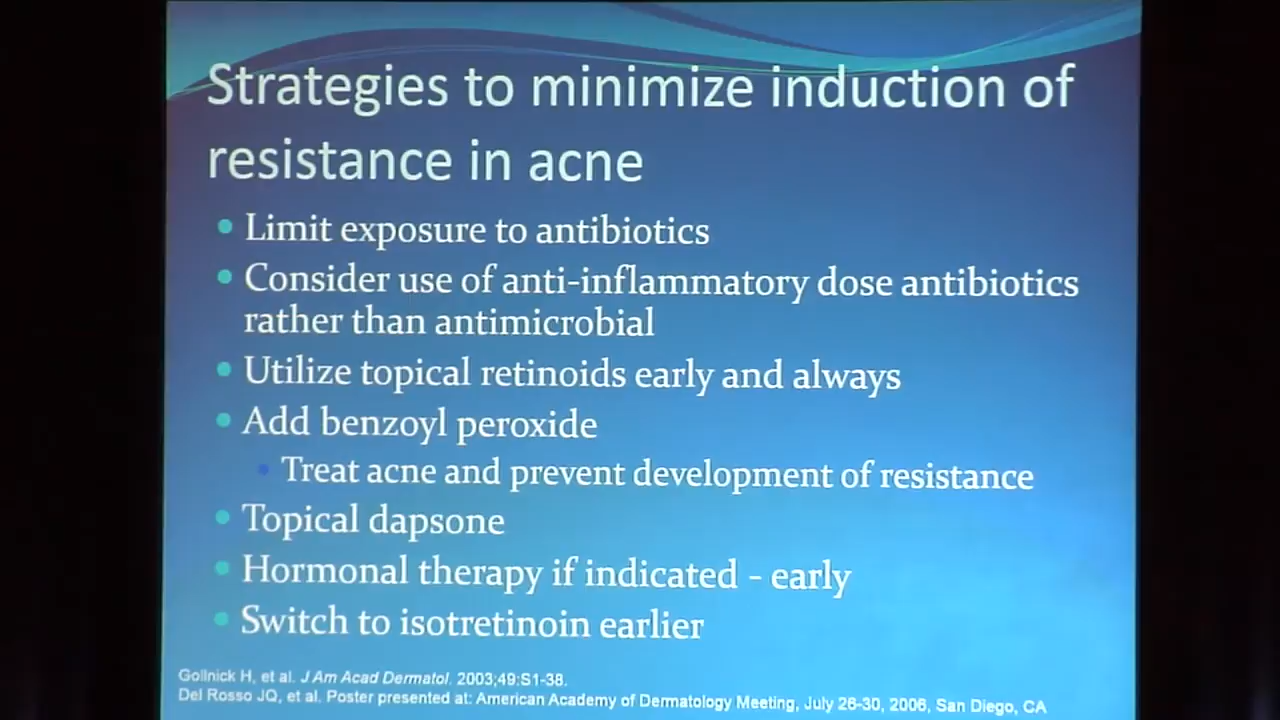 Strategies to minimize induction of
resistance in acne
• Limit exposure to antibiotics
• Consider use of anti-inflammatory dose antibiotics
rather than antimicrobial
• Utilize topical retinoids early and always
• Add benzoyl peroxide
• Treat acne and prevent development of resistance
• Topical dapsone
• Hormonal therapy if indicated - early
• Switch to isotretinoin earlier
Gollnick H, et al. J Am Acad Dermatol. 2003;49:S1-38.
Del Rosso JQ, et al. Poster presented at: American Academy of Dermatology Meeting, July 26-30, 2006, San Diego, CA